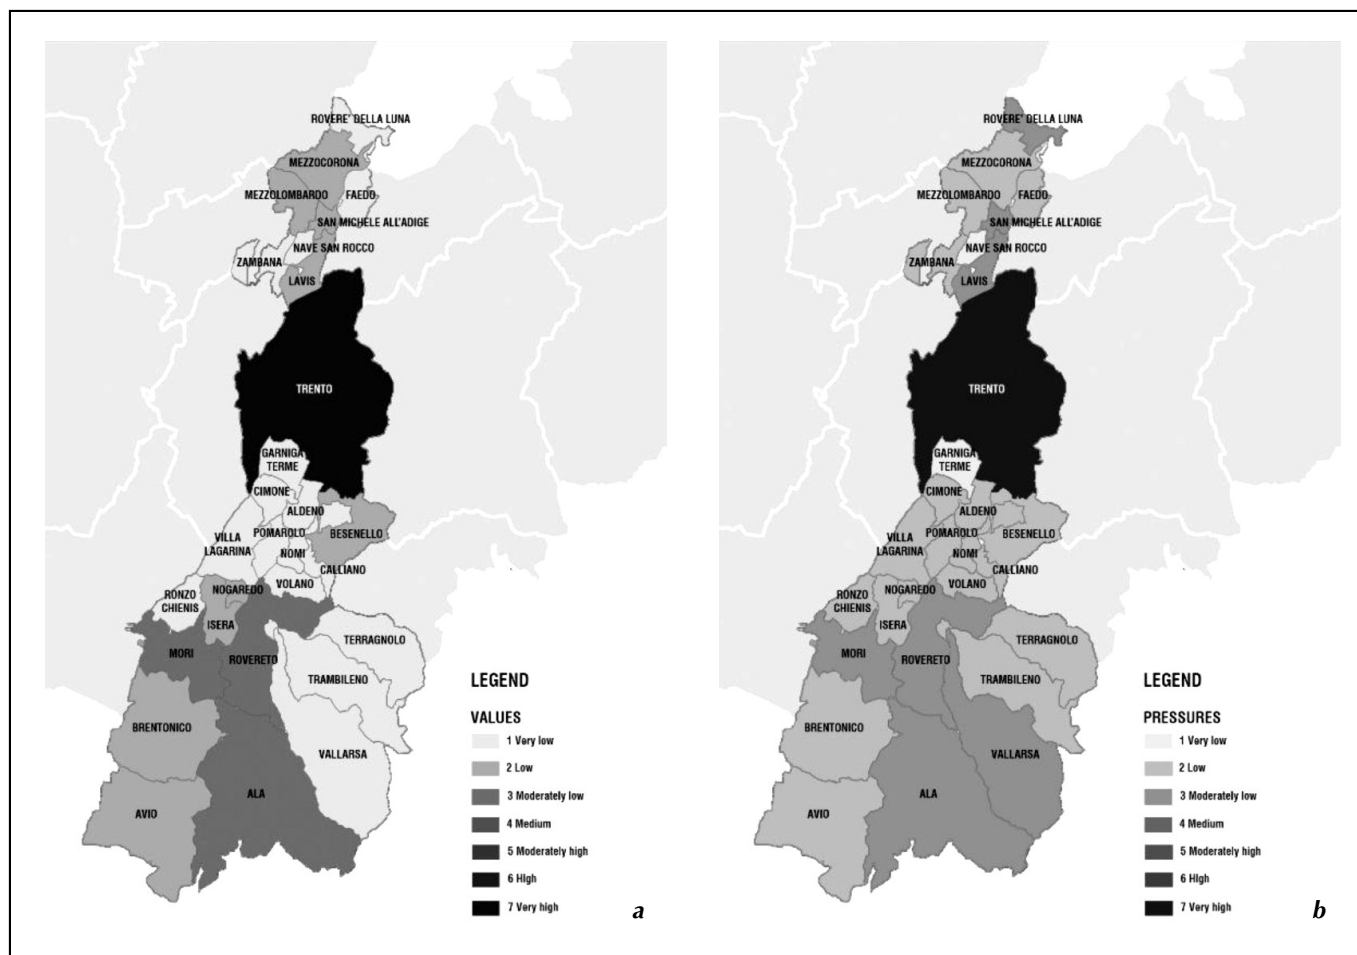 ROVERE' DELLA LUNA
MEZZOCORONA
MEZZOLOMBARDO
FAEDO
SAN MICHELE ALL'ADIGE
NAVE SAN ROCCO
ZAMBANA
LAVIS
TRENTO
GARNIGA
TERME
CIMONE
ALDENO
POMAROLO
BESENELLO
VILLA
LAGARINA
NOMI
CALLIANO
VOLANO
RONZO
CHIENIS
NOGAREDO
ISERA
TERRAGNOLO
MORI
ROVERETO
TRAMBILENO
BRENTONICO
VALLARSA
ALA
AVIO
LEGEND
VALUES
1 Very low
2 Low
3 Moderately low
4 Medium
5 Moderately high
6 HIgh
7 Very high
a
ROVERE' DELLA LUNA
MEZZOCORONA
MEZZOLOMBARDO
FAEDO
SAN MICHELE ALL'ADIGE
NAVE SAN ROCCO
ZAMBANA
LAVIS
TRENTO
GARNIGA
TERME
CIMONE
ALDENO
POMAROLO
BESENELLO
VILLA
LAGARINA
NOMI
CALLIANO
VOLANO
RONZO
CHIENIS
NOGAREDO
ISERA
TERRAGNOLO
MORI
ROVERETO
TRAMBILENO
BRENTONICO
VALLARSA
ALA
AVIO
LEGEND
PRESSURES
1 Very low
2 Low
3 Moderately low
4 Medium
5 Moderately high
6 HIgh
7 Very high
b